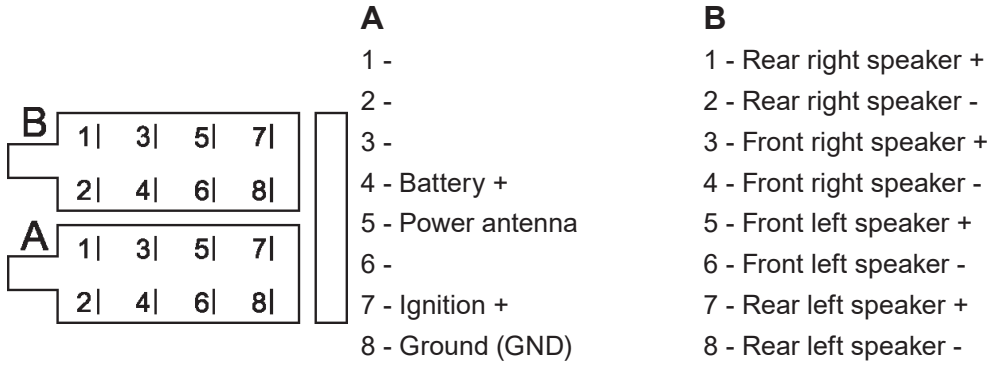 B
1 3 5 7
2 4 6 8
A
1 3 5 7
2 4 6 8
A
1 -
2 -
3 -
4 - Battery +
5 - Power antenna
6 -
7 - Ignition +
8 - Ground (GND)
B
1 - Rear right speaker +
2 - Rear right speaker -
3 - Front right speaker +
4 - Front right speaker -
5 - Front left speaker +
6 - Front left speaker -
7 - Rear left speaker +
8 - Rear left speaker -